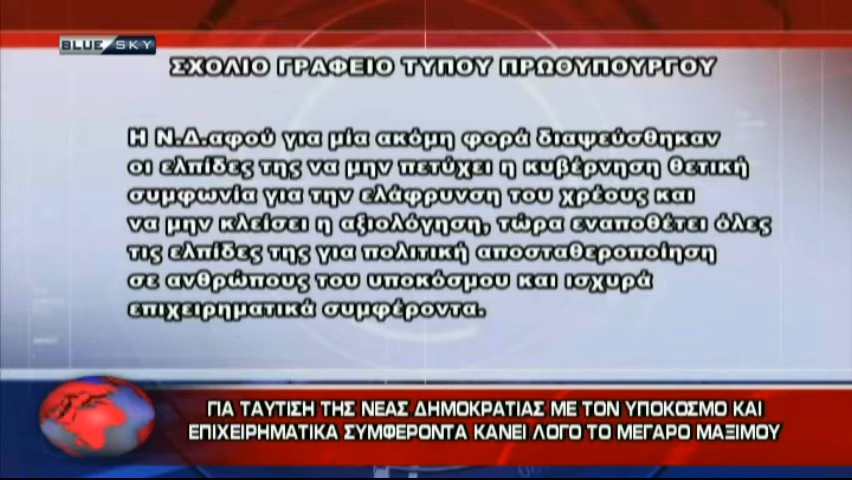 BLUE SKY
ΣΧΟΛΙΟ ΓΡΑΦΕΙΟ ΤΥΠΟΥ ΠΡΩΘΥΠΟΥΡΓΟΥ
Η Ν.Δ.αφού για μία ακόμη φορά διαψεύσθηκαν
οι ελπίδες της να μην πετύχει η κυβέρνηση θετική
συμφωνία για την ελάφρυνση του χρέους και
να μην κλείσει η αξιολόγηση, τώρα εναποθέτει όλες
τις ελπίδες της για πολιτική αποσταθεροποίηση
σε ανθρώπους του υποκόσμου και ισχυρά
επιχειρηματικά συμφέροντα.
ΓΙΑ ΤΑΥΤΙΣΗ ΤΗΣ ΝΕΑΣ ΔΗΜΟΚΡΑΤΙΑΣ ΜΕ ΤΟΝ ΥΠΟΚΟΣΜΟ ΚΑΙ
ΕΠΙΧΕΙΡΗΜΑΤΙΚΑ ΣΥΜΦΕΡΟΝΤΑ ΚΑΝΕΙ ΛΟΓΟ ΤΟ ΜΕΓΑΡΟ ΜΑΞΙΜΟΥ